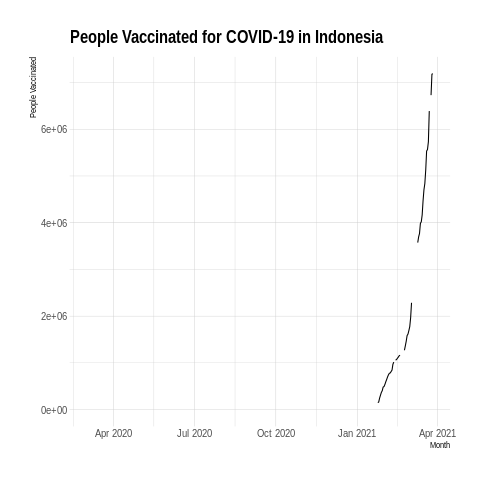 People Vaccinated for COVID-19 in Indonesia
People Vaccinated
6e+06
4e+06
2e+06
0e+00
Apr 2020
Jul 2020
Oct 2020
Jan 2021
Apr 2021
Month